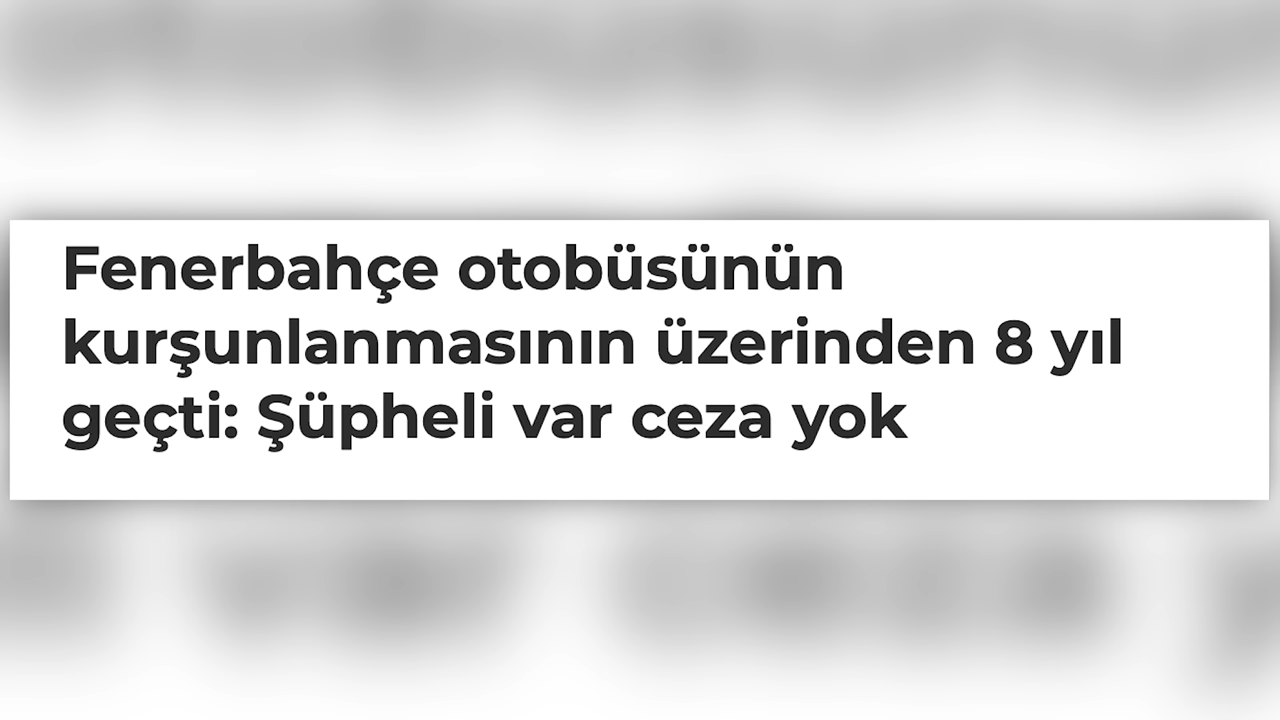 Fenerbahçe otobüsünün
kurşunlanmasının üzerinden 8 yıl
geçti: Şüpheli var ceza yok